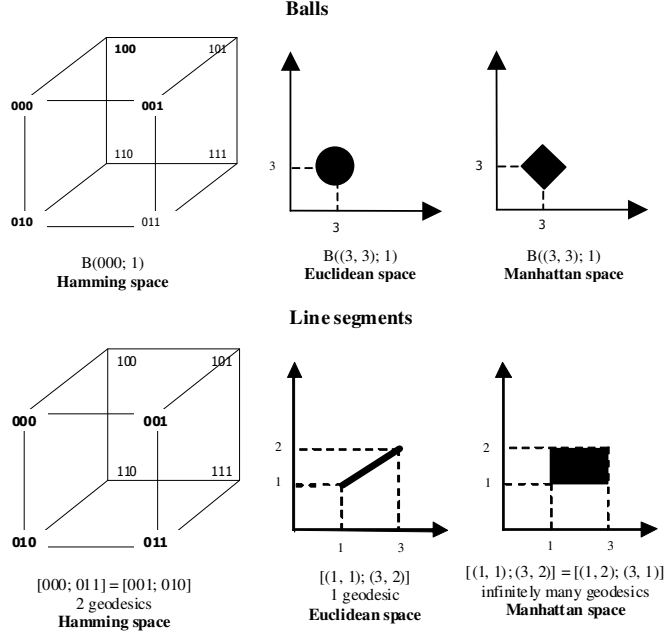 Balls
100 101
000 001
110 111
010 011
B(000; 1)
Hamming space
3
3
B((3, 3); 1)
Euclidean space
3
3
B((3, 3); 1)
Manhattan space
Line segments
100 101
000 001
110 111
010 011
[000; 011] = [001; 010]
2 geodesics
Hamming space
2
1
1 3
[(1, 1); (3, 2)]
1 geodesic
Euclidean space
2
1
1 3
[(1, 1); (3, 2)] = [(1, 2); (3, 1)]
infinitely many geodesics
Manhattan space